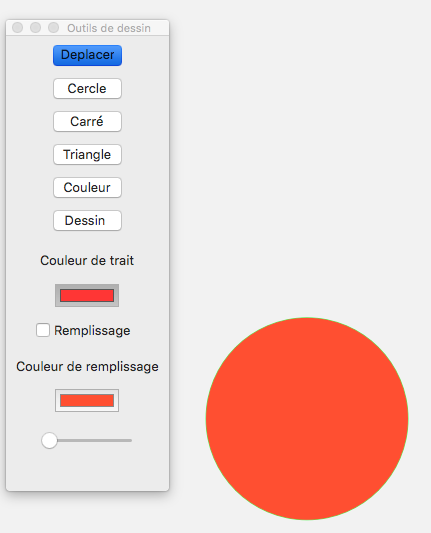 Outils de dessin
Deplacer
Cercle
Carré
Triangle
Couleur
Dessin
Couleur de trait
Remplissage
Couleur de remplissage